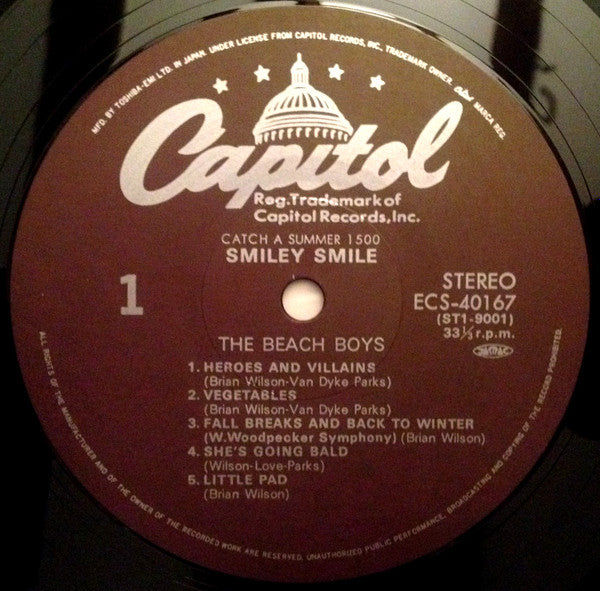 MFD. BY TOSHIBA-EMI LTD. IN JAPAN. UNDER LICENSE FROM CAPITOL RECORDS, INC., TRADEMARK OWNER. MARCA REG.
Capitol
Reg. Trademark of
Capitol Records, Inc.
CATCH A SUMMER 1500
SMILEY SMILE
1
STEREO
ECS-40167
(ST1-9001)
33⅓ r.p.m.
THE BEACH BOYS
1. HEROES AND VILLAINS
(Brian Wilson-Van Dyke Parks)
2. VEGETABLES
(Brian Wilson-Van Dyke Parks)
3. FALL BREAKS AND BACK TO WINTER
(W.Woodpecker Symphony) (Brian Wilson)
4. SHE'S GOING BALD
(Wilson-Love-Parks)
5. LITTLE PAD
(Brian Wilson)
ALL RIGHTS OF THE MANUFACTURER AND OF THE OWNER OF THE RECORDED WORK ARE RESERVED. UNAUTHORIZED PUBLIC PERFORMANCE, BROADCASTING AND COPYING OF THE RECORD PROHIBITED.